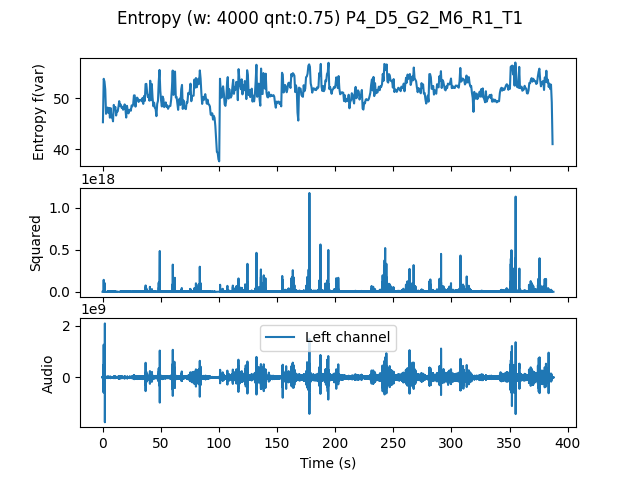 Entropy (w: 4000 qnt:0.75) P4_D5_G2_M6_R1_T1
Entropy f(var)
50
40
1e18
Squared
1.0
0.5
0.0
1e9
Audio
2
0
Left channel
0 50 100 150 200 250 300 350 400
Time (s)